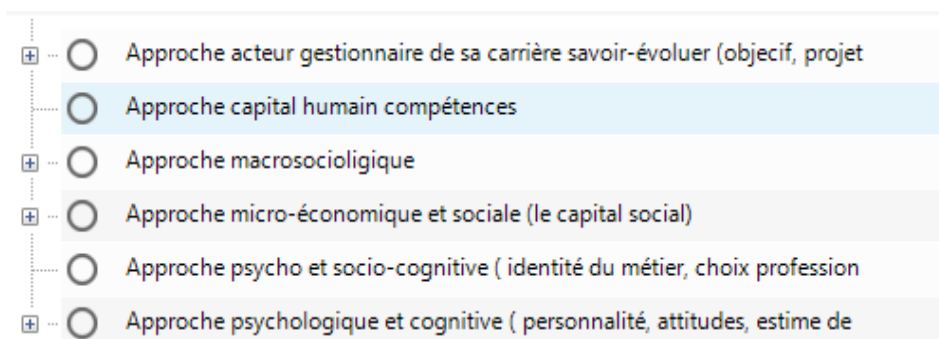 Approche acteur gestionnaire de sa carrière savoir-évoluer (objecif, projet
Approche capital humain compétences
Approche macrosocioligique
Approche micro-économique et sociale (le capital social)
Approche psycho et socio-cognitive ( identité du métier, choix profession
Approche psychologique et cognitive ( personnalité, attitudes, estime de